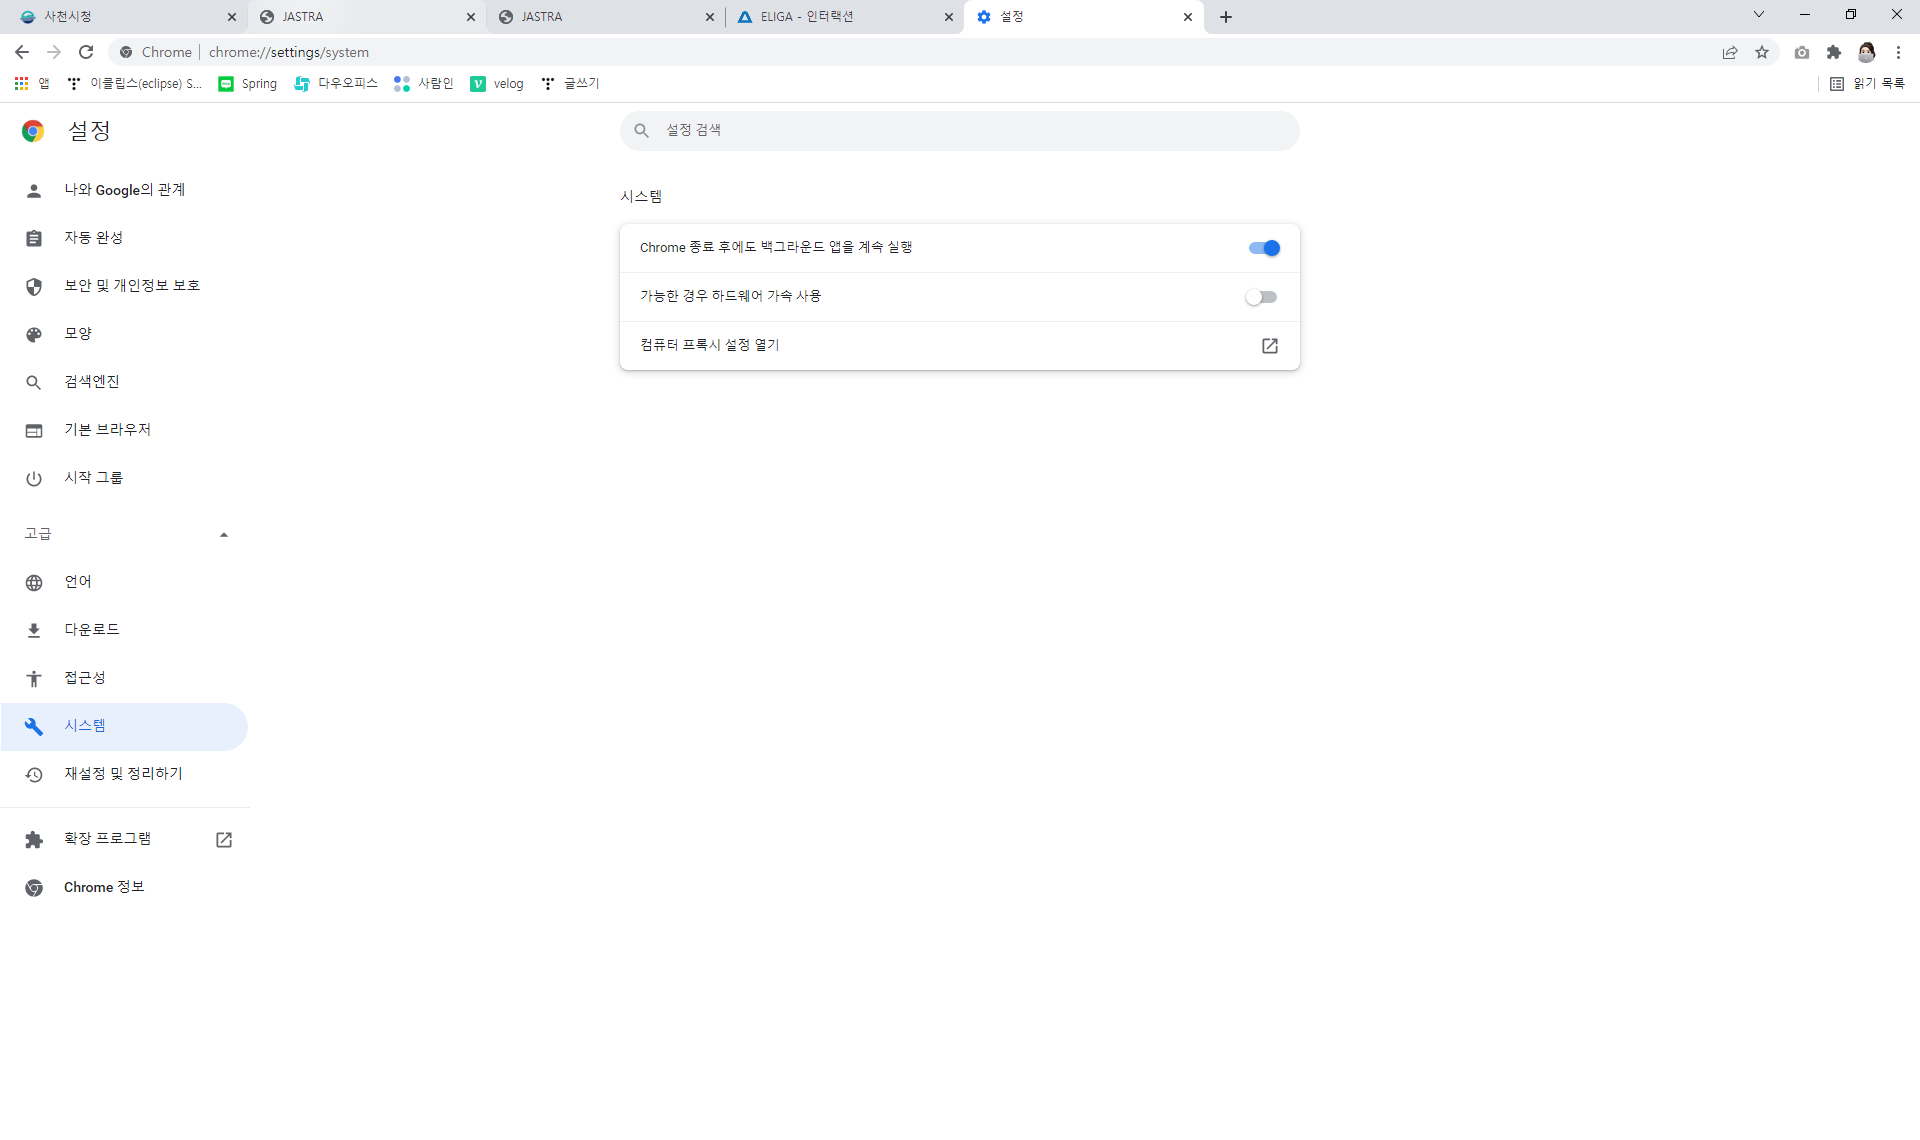 사천시청
JASTRA
JASTRA
ELIGA - 인터랙션
설정
Chrome | chrome://settings/system
앱
이클립스(eclipse) S...
Spring
다우오피스
사람인
velog
글쓰기
읽기 목록
설정
설정 검색
나와 Google의 관계
자동 완성
보안 및 개인정보 보호
모양
검색엔진
기본 브라우저
시작 그룹
고급
언어
다운로드
접근성
시스템
재설정 및 정리하기
확장 프로그램
Chrome 정보
시스템
Chrome 종료 후에도 백그라운드 앱을 계속 실행
가능한 경우 하드웨어 가속 사용
컴퓨터 프록시 설정 열기